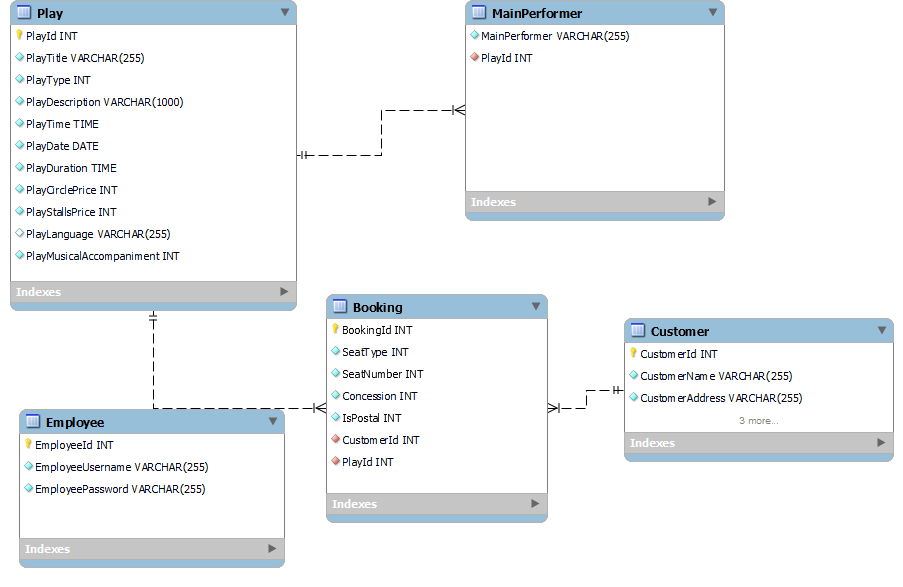 Play
PlayId INT
PlayTitle VARCHAR(255)
PlayType INT
PlayDescription VARCHAR(1000)
PlayTime TIME
PlayDate DATE
PlayDuration TIME
PlayCirclePrice INT
PlayStallsPrice INT
PlayLanguage VARCHAR(255)
PlayMusicalAccompaniment INT
Indexes
MainPerformer
MainPerformer VARCHAR(255)
PlayId INT
Indexes
Booking
BookingId INT
SeatType INT
SeatNumber INT
Concession INT
IsPostal INT
CustomerId INT
PlayId INT
Indexes
Customer
CustomerId INT
CustomerName VARCHAR(255)
CustomerAddress VARCHAR(255)
3 more...
Indexes
Employee
EmployeeId INT
EmployeeUsername VARCHAR(255)
EmployeePassword VARCHAR(255)
Indexes